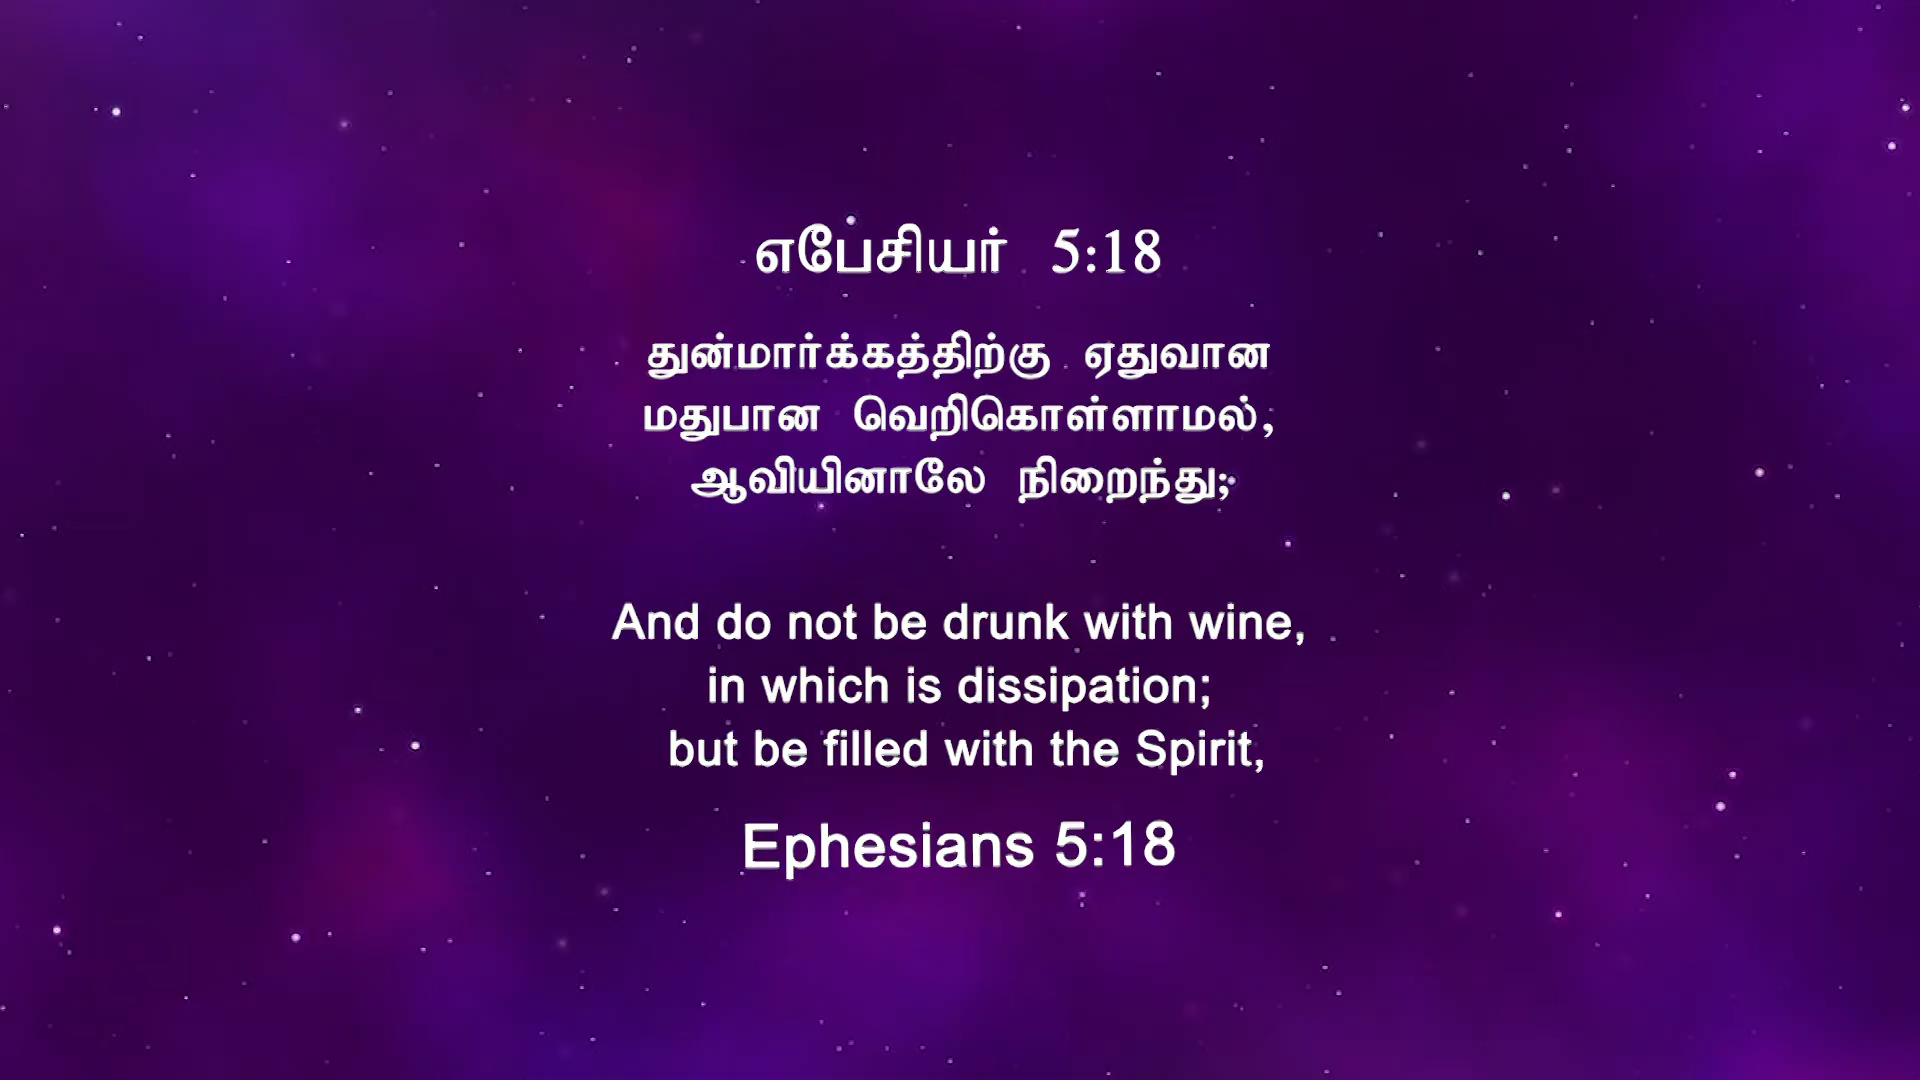 எபேசியர் 5:18
துன்மார்க்கத்திற்கு ஏதுவான
மதுபான வெறிகொள்ளாமல்,
ஆவியினாலே நிறைந்து;
And do not be drunk with wine,
in which is dissipation;
but be filled with the Spirit,
Ephesians 5:18